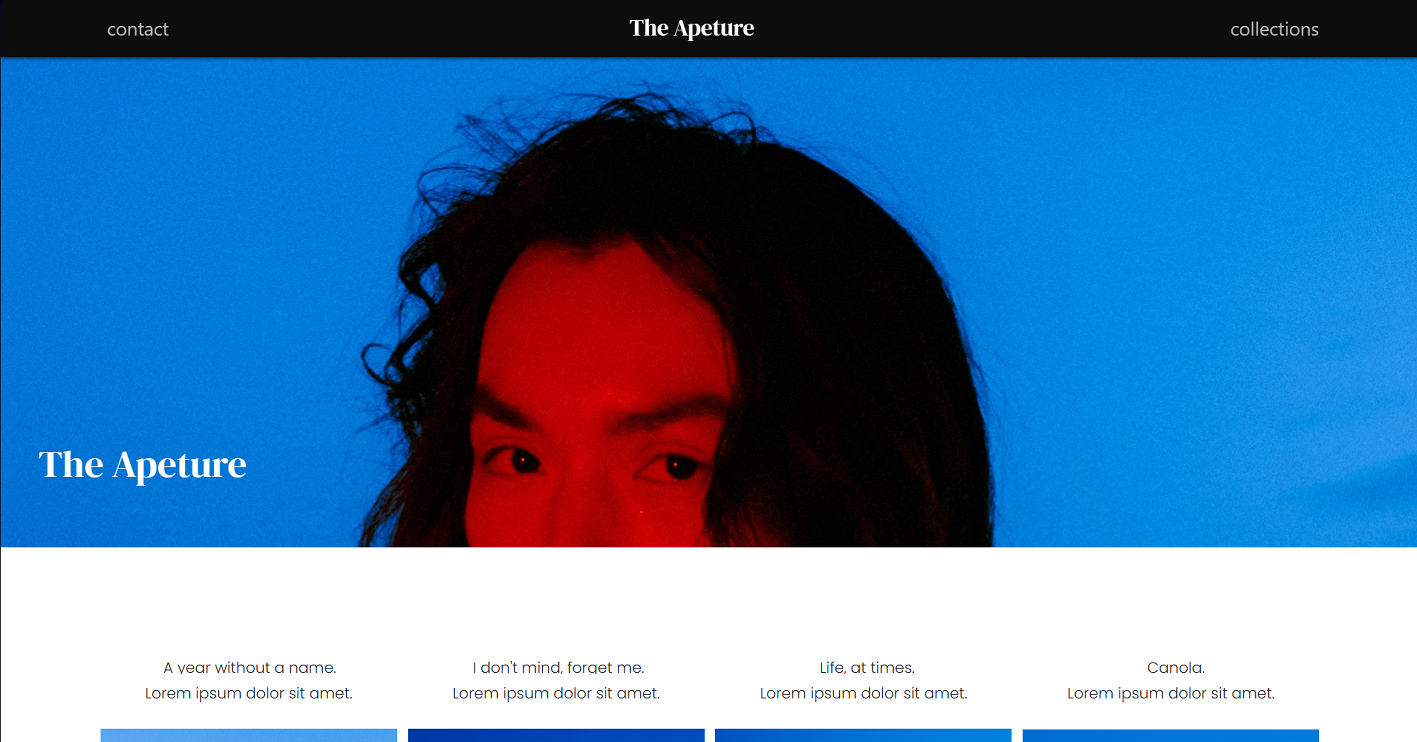 contact
The Apeture
collections
The Apeture
A year without a name.
Lorem ipsum dolor sit amet.
I don't mind, forget me.
Lorem ipsum dolor sit amet.
Life, at times.
Lorem ipsum dolor sit amet.
Canola.
Lorem ipsum dolor sit amet.